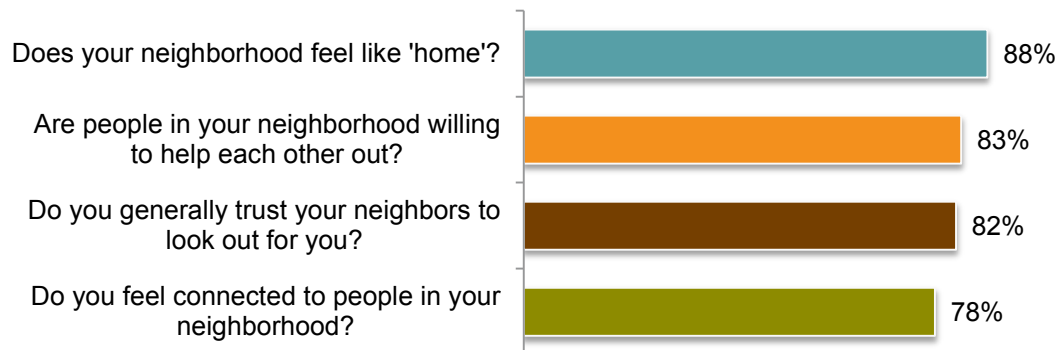 Does your neighborhood feel like 'home'?
88%
Are people in your neighborhood willing
to help each other out?
83%
Do you generally trust your neighbors to
look out for you?
82%
Do you feel connected to people in your
neighborhood?
78%